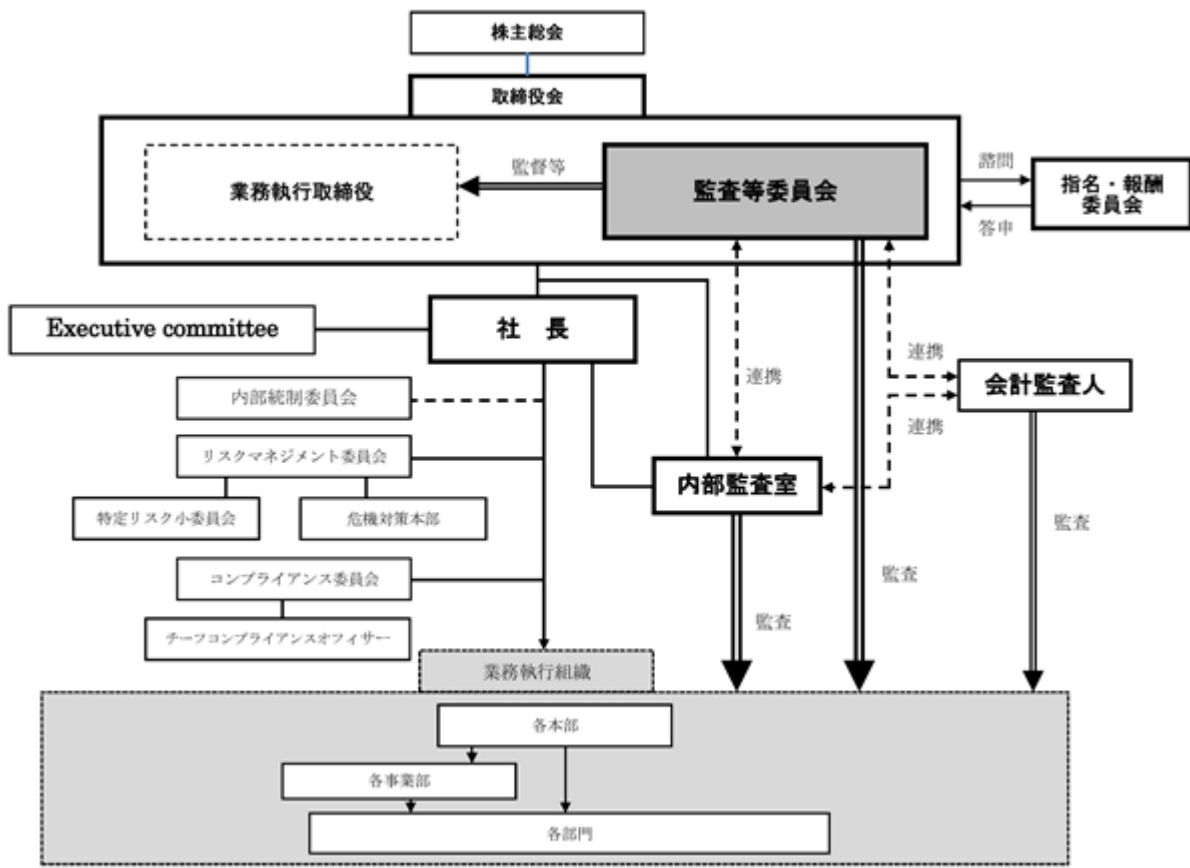 株主総会
取締役会
業務執行取締役
監督等
監査等委員会
諮問
答申
指名・報酬
委員会
Executive committee
社　長
内部統制委員会
リスクマネジメント委員会
特定リスク小委員会
危機対策本部
コンプライアンス委員会
チーフコンプライアンスオフィサー
連携
内部監査室
連携
連携
会計監査人
監査
監査
監査
業務執行組織
各本部
各事業部
各部門